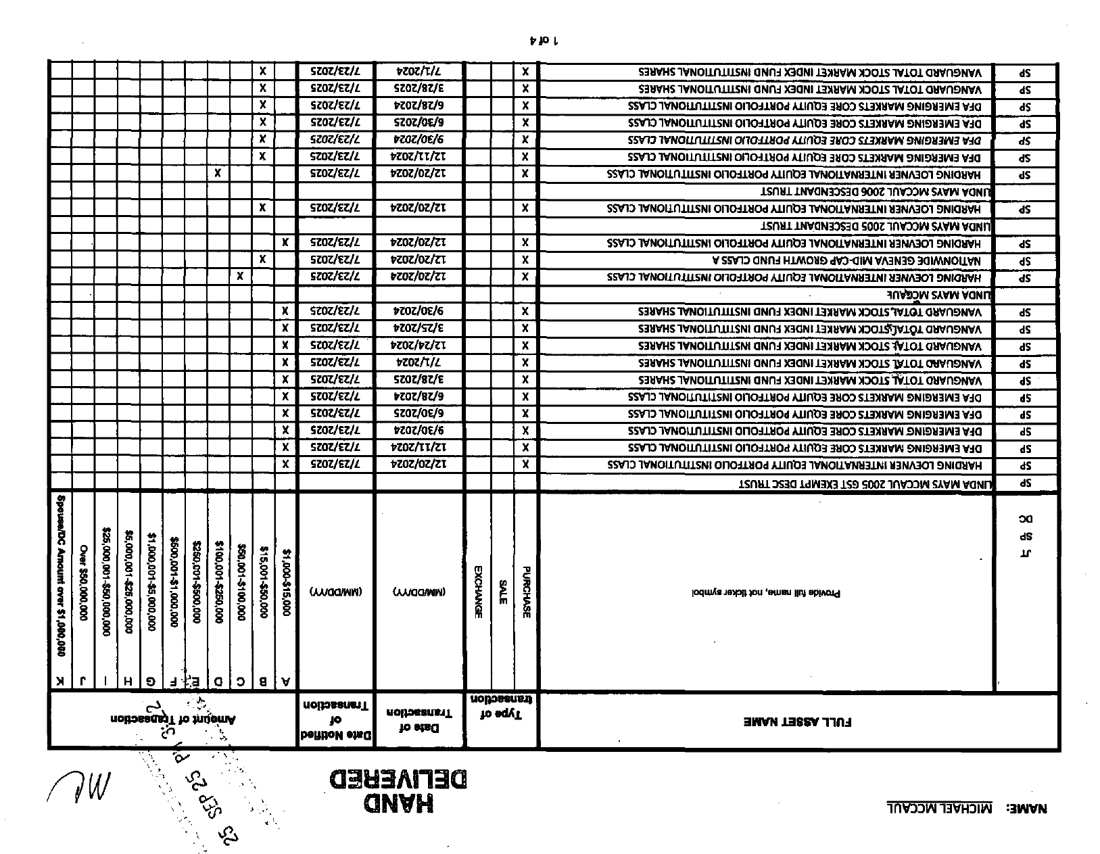 NAME: MICHAEL MCCAUL
HAND
DELIVERED
25 SEP 25 PM 3:22
FULL ASSET NAME Type of transaction Date of Transaction Date Notified of Transaction Amount of Transaction
A B C D E F G H I J K
JT
SP
DC
Provide full name, not ticker symbol PURCHASE SALE EXCHANGE (MM/DD/YY) (MM/DD/YY) $1,000-$15,000 $15,001-$50,000 $50,001-$100,000 $100,001-$250,000 $250,001-$500,000 $500,001-$1,000,000 $1,000,001-$5,000,000 $5,000,001-$25,000,000 $25,000,001-$50,000,000 Over $50,000,000 Spouse/DC Amount over $1,000,000
SP LINDA MAYS MCCAUL 2005 GST EXEMPT DESC TRUST
SP HARDING LOEVNER INTERNATIONAL EQUITY PORTFOLIO INSTITUTIONAL CLASS X 12/20/2024 7/23/2025 X
SP DFA EMERGING MARKETS CORE EQUITY PORTFOLIO INSTITUTIONAL CLASS X 12/11/2024 7/23/2025 X
SP DFA EMERGING MARKETS CORE EQUITY PORTFOLIO INSTITUTIONAL CLASS X 9/30/2024 7/23/2025 X
SP DFA EMERGING MARKETS CORE EQUITY PORTFOLIO INSTITUTIONAL CLASS X 6/30/2025 7/23/2025 X
SP DFA EMERGING MARKETS CORE EQUITY PORTFOLIO INSTITUTIONAL CLASS X 6/28/2024 7/23/2025 X
SP VANGUARD TOTAL STOCK MARKET INDEX FUND INSTITUTIONAL SHARES X 3/28/2025 7/23/2025 X
SP VANGUARD TOTAL STOCK MARKET INDEX FUND INSTITUTIONAL SHARES X 7/1/2024 7/23/2025 X
SP VANGUARD TOTAL STOCK MARKET INDEX FUND INSTITUTIONAL SHARES X 12/24/2024 7/23/2025 X
SP VANGUARD TOTAL STOCK MARKET INDEX FUND INSTITUTIONAL SHARES X 3/25/2024 7/23/2025 X
SP VANGUARD TOTAL STOCK MARKET INDEX FUND INSTITUTIONAL SHARES X 9/30/2024 7/23/2025 X
LINDA MAYS MCCAUL
SP HARDING LOEVNER INTERNATIONAL EQUITY PORTFOLIO INSTITUTIONAL CLASS X 12/20/2024 7/23/2025 X
SP NATIONWIDE GENEVA MID-CAP GROWTH FUND CLASS A X 12/20/2024 7/23/2025 X
SP HARDING LOEVNER INTERNATIONAL EQUITY PORTFOLIO INSTITUTIONAL CLASS X 12/20/2024 7/23/2025 X
LINDA MAYS MCCAUL 2005 DESCENDANT TRUST
SP HARDING LOEVNER INTERNATIONAL EQUITY PORTFOLIO INSTITUTIONAL CLASS X 12/20/2024 7/23/2025 X
LINDA MAYS MCCAUL 2006 DESCENDANT TRUST
SP HARDING LOEVNER INTERNATIONAL EQUITY PORTFOLIO INSTITUTIONAL CLASS X 12/20/2024 7/23/2025 X
SP DFA EMERGING MARKETS CORE EQUITY PORTFOLIO INSTITUTIONAL CLASS X 12/11/2024 7/23/2025 X
SP DFA EMERGING MARKETS CORE EQUITY PORTFOLIO INSTITUTIONAL CLASS X 9/30/2024 7/23/2025 X
SP DFA EMERGING MARKETS CORE EQUITY PORTFOLIO INSTITUTIONAL CLASS X 6/30/2025 7/23/2025 X
SP DFA EMERGING MARKETS CORE EQUITY PORTFOLIO INSTITUTIONAL CLASS X 6/28/2024 7/23/2025 X
SP VANGUARD TOTAL STOCK MARKET INDEX FUND INSTITUTIONAL SHARES X 3/28/2025 7/23/2025 X
SP VANGUARD TOTAL STOCK MARKET INDEX FUND INSTITUTIONAL SHARES X 7/1/2024 7/23/2025 X
1 of 4